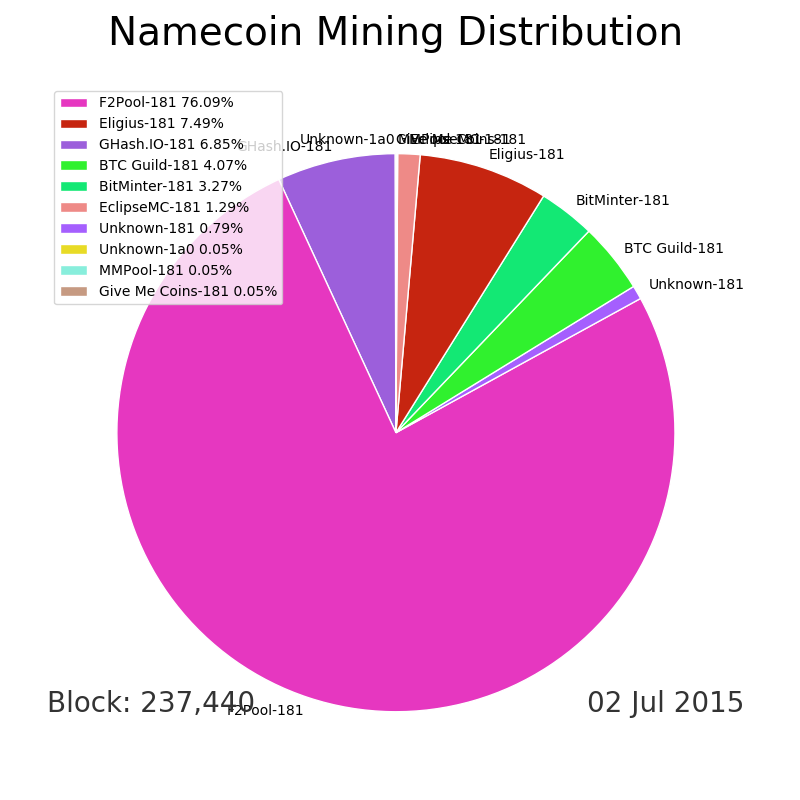 Namecoin Mining Distribution
F2Pool-181 76.09%
Eligius-181 7.49%
GHash.IO-181 6.85%
BTC Guild-181 4.07%
BitMinter-181 3.27%
EclipseMC-181 1.29%
Unknown-181 0.79%
Unknown-1a0 0.05%
MMPool-181 0.05%
Give Me Coins-181 0.05%
GHash.IO-181
Unknown-1a0
Eligius-181
BitMinter-181
BTC Guild-181
Unknown-181
F2Pool-181
Block: 237,440
02 Jul 2015